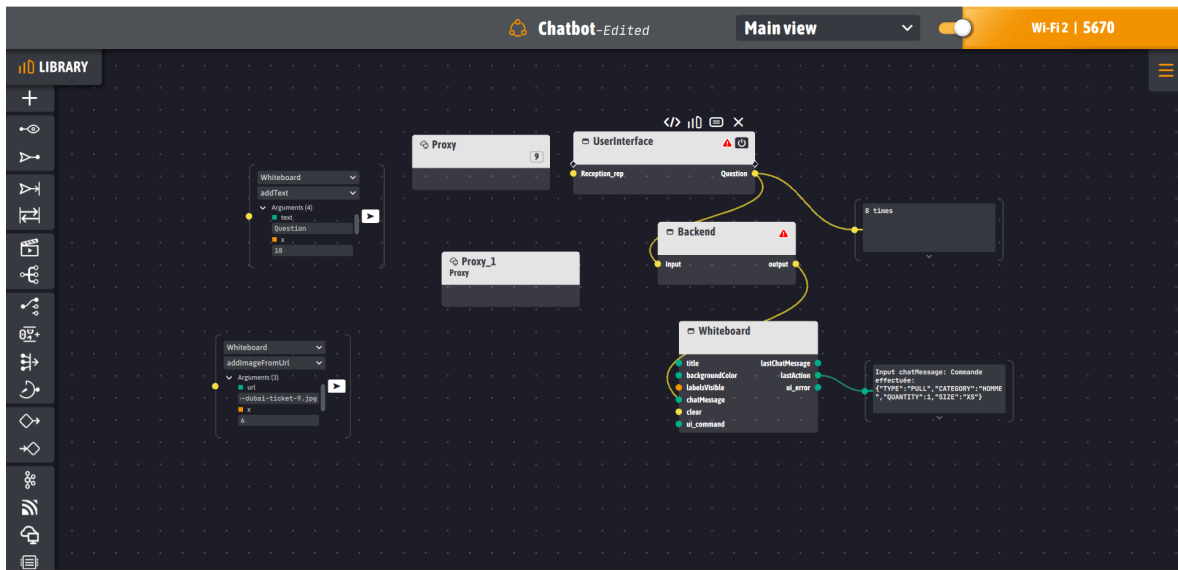 Chatbot-Edited
Main view
Wi-Fi 2 | 5670
LIBRARY
Proxy
9
UserInterface
Reception_rep
Question
Whiteboard
addText
Arguments (4)
text
Question
x
10
8 times
Backend
input
output
Proxy_1
Proxy
Whiteboard
title
lastChatMessage
backgroundColor
lastAction
labelsVisible
ui_error
chatMessage
clear
ui_command
Whiteboard
addImageFromUrl
Arguments (3)
url
-dubai-ticket-9.jpg
x
6
Input chatMessage: Commande
effectuée:
{"TYPE":"PULL","CATEGORY":"HOMME
","QUANTITY":1,"SIZE":"XS"}